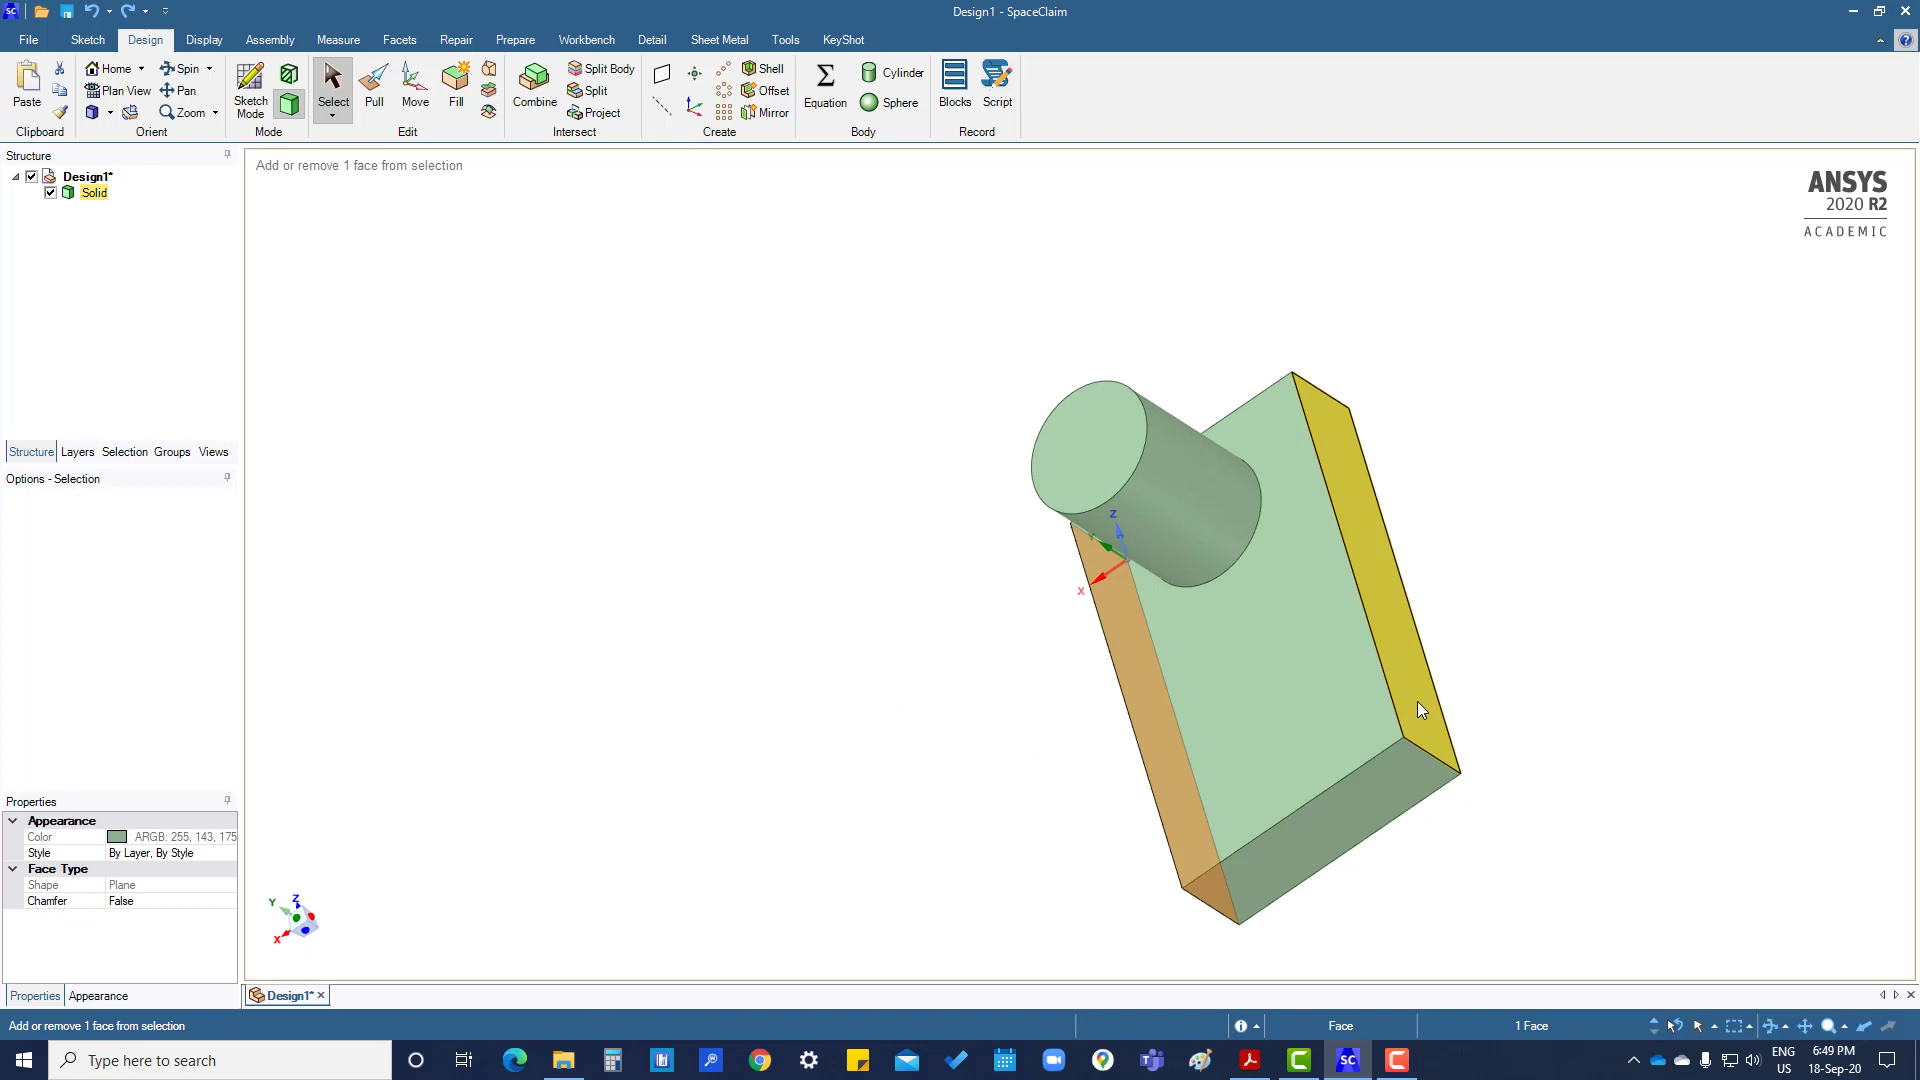 Design1 - SpaceClaim
File Sketch Design Display Assembly Measure Facets Repair Prepare Workbench Detail Sheet Metal Tools KeyShot
Paste
Clipboard
Home Spin
Plan View Pan
Zoom
Orient
Sketch Mode
Mode
Select Pull Move Fill
Edit
Combine
Split Body
Split
Project
Intersect
Shell
Offset
Mirror
Create
Equation
Cylinder
Sphere
Body
Blocks Script
Record
Structure
Design1*
Solid
Structure Layers Selection Groups Views
Options - Selection
Properties
Appearance
Color ARGB: 255, 143, 175
Style By Layer, By Style
Face Type
Shape Plane
Chamfer False
Properties Appearance
Add or remove 1 face from selection
ANSYS
2020 R2
ACADEMIC
Z
Y
X
Y Z
X
Design1*
Add or remove 1 face from selection
Face
1 Face
Type here to search
SC
ENG
US
6:49 PM
18-Sep-20